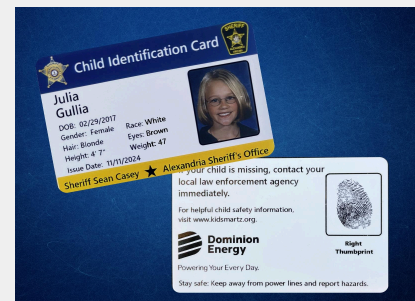 Child Identification Card
SHERIFF
Julia
Gullia
DOB: 02/29/2017
Gender: Female Race: White
Hair: Blonde Eyes: Brown
Height: 4' 7" Weight: 47
Issue Date: 11/11/2024
Sheriff Sean Casey ★ Alexandria Sheriff's Office
your child is missing, contact your
local law enforcement agency
immediately.
For helpful child safety information,
visit www.kidsmartz.org.
Dominion
Energy
Powering Your Every Day.
Right
Thumbprint
Stay safe: Keep away from power lines and report hazards.